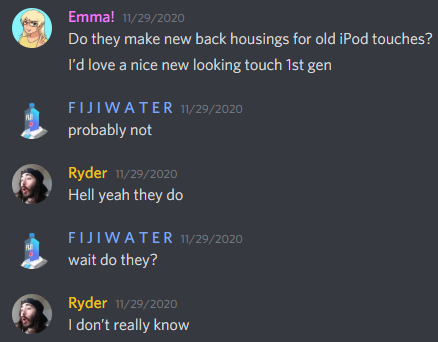 Emma! 11/29/2020
Do they make new back housings for old iPod touches?
I'd love a nice new looking touch 1st gen
F I J I W A T E R 11/29/2020
probably not
Ryder 11/29/2020
Hell yeah they do
F I J I W A T E R 11/29/2020
wait do they?
Ryder 11/29/2020
I don't really know